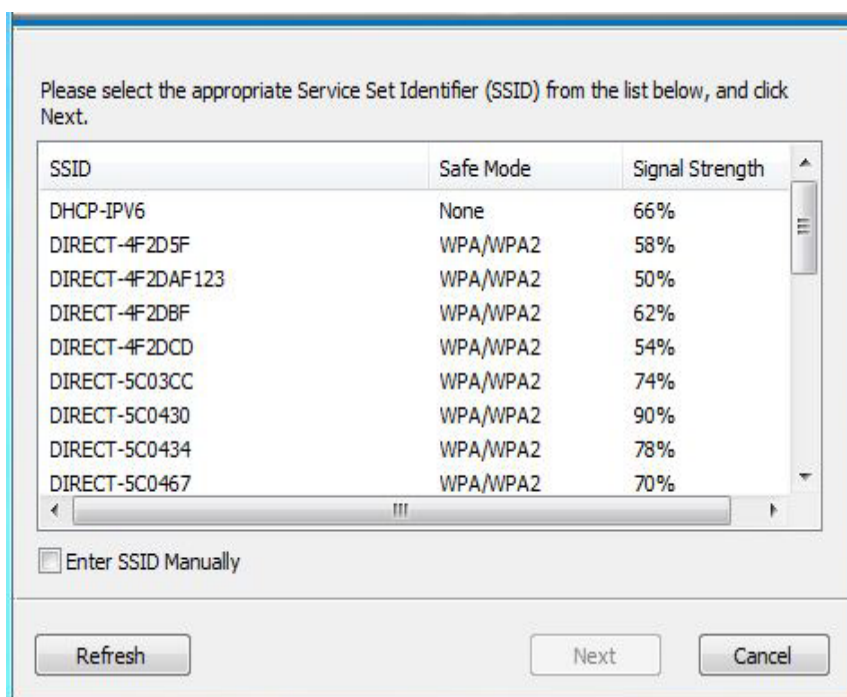 Please select the appropriate Service Set Identifier (SSID) from the list below, and click
Next.
SSID Safe Mode Signal Strength
DHCP-IPV6 None 66%
DIRECT-4F2D5F WPA/WPA2 58%
DIRECT-4F2DAF123 WPA/WPA2 50%
DIRECT-4F2DBF WPA/WPA2 62%
DIRECT-4F2DCD WPA/WPA2 54%
DIRECT-5C03CC WPA/WPA2 74%
DIRECT-5C0430 WPA/WPA2 90%
DIRECT-5C0434 WPA/WPA2 78%
DIRECT-5C0467 WPA/WPA2 70%
Enter SSID Manually
Refresh Next Cancel